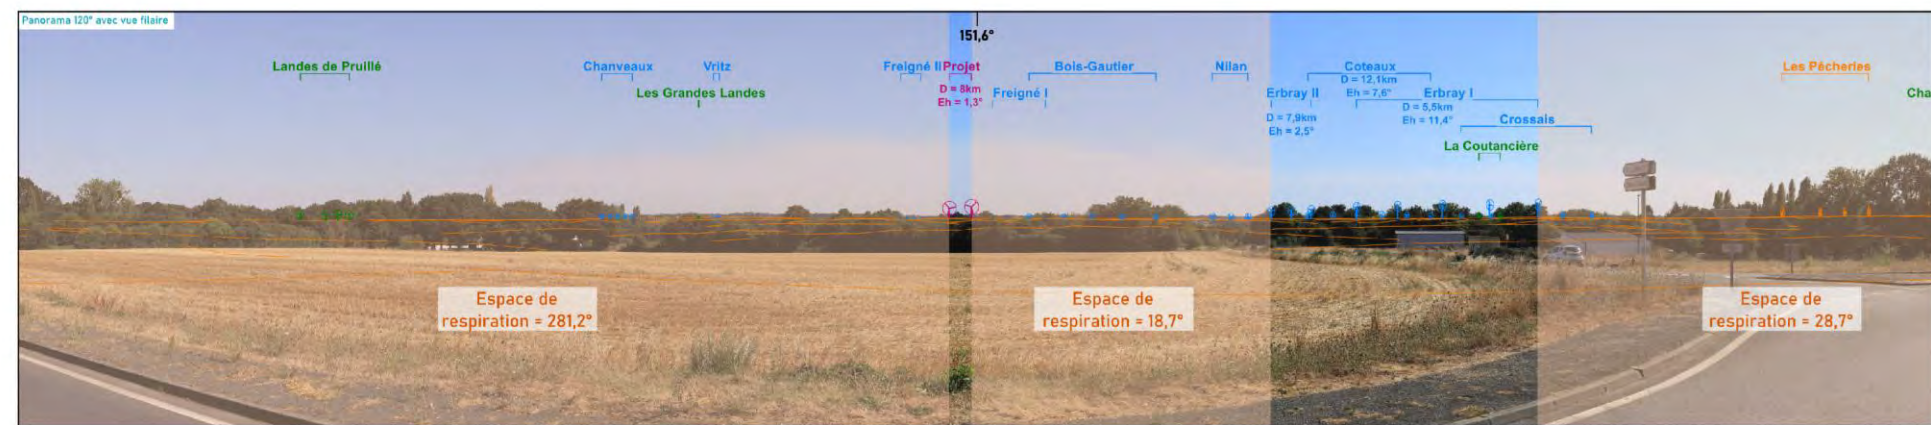 Panorama 120° avec vue filaire
151,6°
Landes de Pruillé
Chanveaux
Vritz
Freigné II
Projet
Bois-Gautier
Nilan
Coteaux
Les Pécheries
D = 8km
Eh = 1,3°
D = 12,1km
Eh = 7,6°
Les Grandes Landes
Freigné I
Erbray II
Erbray I
Cha
D = 7,9km
Eh = 2,5°
D = 5,5km
Eh = 11,4°
Crossais
La Coutancière
Espace de
respiration = 281,2°
Espace de
respiration = 18,7°
Espace de
respiration = 28,7°